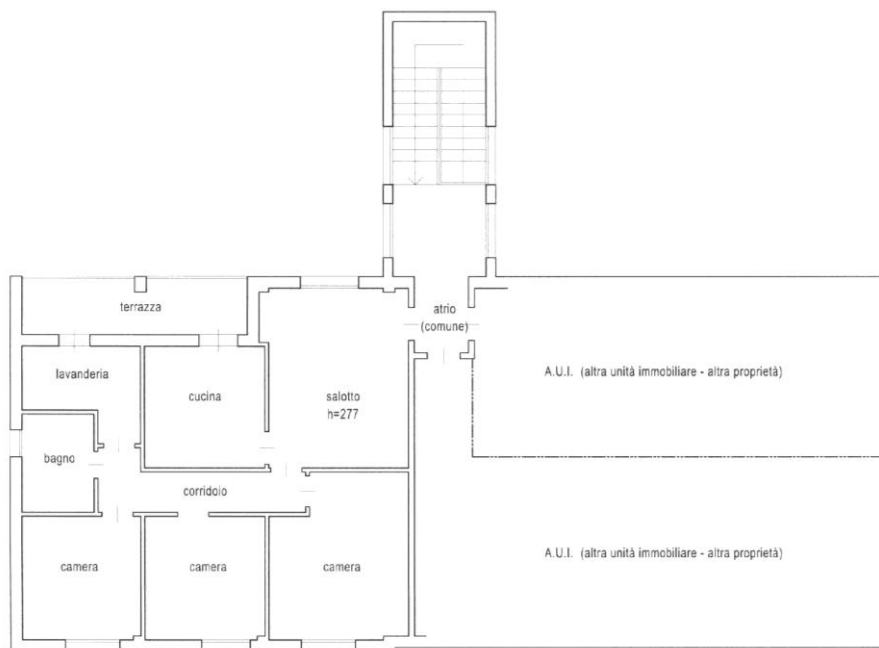 terrazza
atrio
(comune)
lavanderia
cucina
salotto
h=277
A.U.I. (altra unità immobiliare - altra proprietà)
bagno
corridoio
camera
camera
camera
A.U.I. (altra unità immobiliare - altra proprietà)